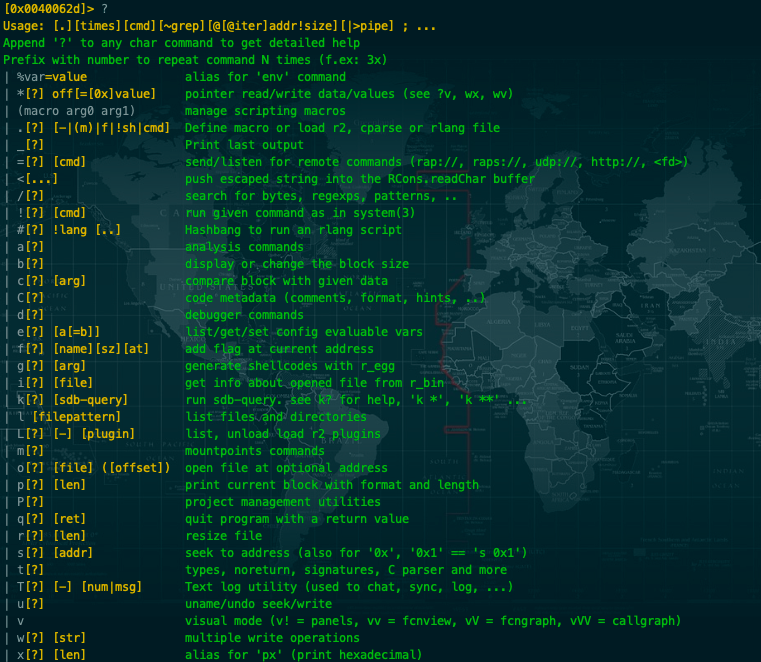 [0x0040062d]> ?
Usage: [.][times][cmd][~grep][@[@iter]addr!size][|>pipe] ; ...
Append '?' to any char command to get detailed help
Prefix with number to repeat command N times (f.ex: 3x)
| %var=value alias for 'env' command
| *[?] off[=[0x]value] pointer read/write data/values (see ?v, wx, wv)
| (macro arg0 arg1) manage scripting macros
| .[?] [-|(m)|f|!sh|cmd] Define macro or load r2, cparse or rlang file
| _[?] Print last output
| =[?] [cmd] send/listen for remote commands (rap://, raps://, udp://, http://, <fd>)
| <[...] push escaped string into the RCons.readChar buffer
| /[?] search for bytes, regexps, patterns, ..
| ![?] [cmd] run given command as in system(3)
| #[?] !lang [..] Hashbang to run an rlang script
| a[?] analysis commands
| b[?] display or change the block size
| c[?] [arg] compare block with given data
| C[?] code metadata (comments, format, hints, ..)
| d[?] debugger commands
| e[?] [a[=b]] list/get/set config evaluable vars
| f[?] [name][sz][at] add flag at current address
| g[?] [arg] generate shellcodes with r_egg
| i[?] [file] get info about opened file from r_bin
| k[?] [sdb-query] run sdb-query. see k? for help, 'k *', 'k **' ...
| l [filepattern] list files and directories
| L[?] [-] [plugin] list, unload load r2 plugins
| m[?] mountpoints commands
| o[?] [file] ([offset]) open file at optional address
| p[?] [len] print current block with format and length
| P[?] project management utilities
| q[?] [ret] quit program with a return value
| r[?] [len] resize file
| s[?] [addr] seek to address (also for '0x', '0x1' == 's 0x1')
| t[?] types, noreturn, signatures, C parser and more
| T[?] [-] [num|msg] Text log utility (used to chat, sync, log, ...)
| u[?] uname/undo seek/write
| v visual mode (v! = panels, vv = fcnview, vV = fcngraph, vVV = callgraph)
| w[?] [str] multiple write operations
| x[?] [len] alias for 'px' (print hexadecimal)